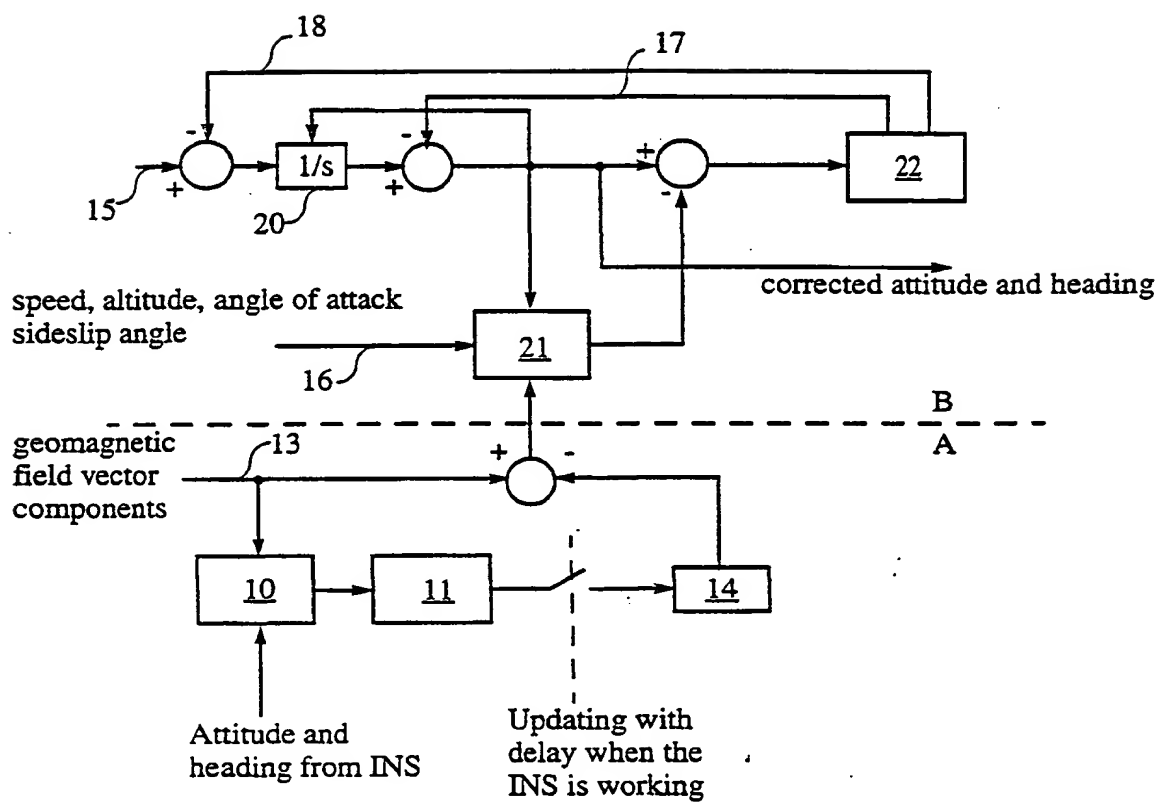 18
17
-
-
15
+
1/s
20
+
+
-
22
corrected attitude and heading
speed, altitude, angle of attack
sideslip angle
16
21
B
A
geomagnetic
field vector
components
13
+
-
10
11
14
Attitude and
heading from INS
Updating with
delay when the
INS is working